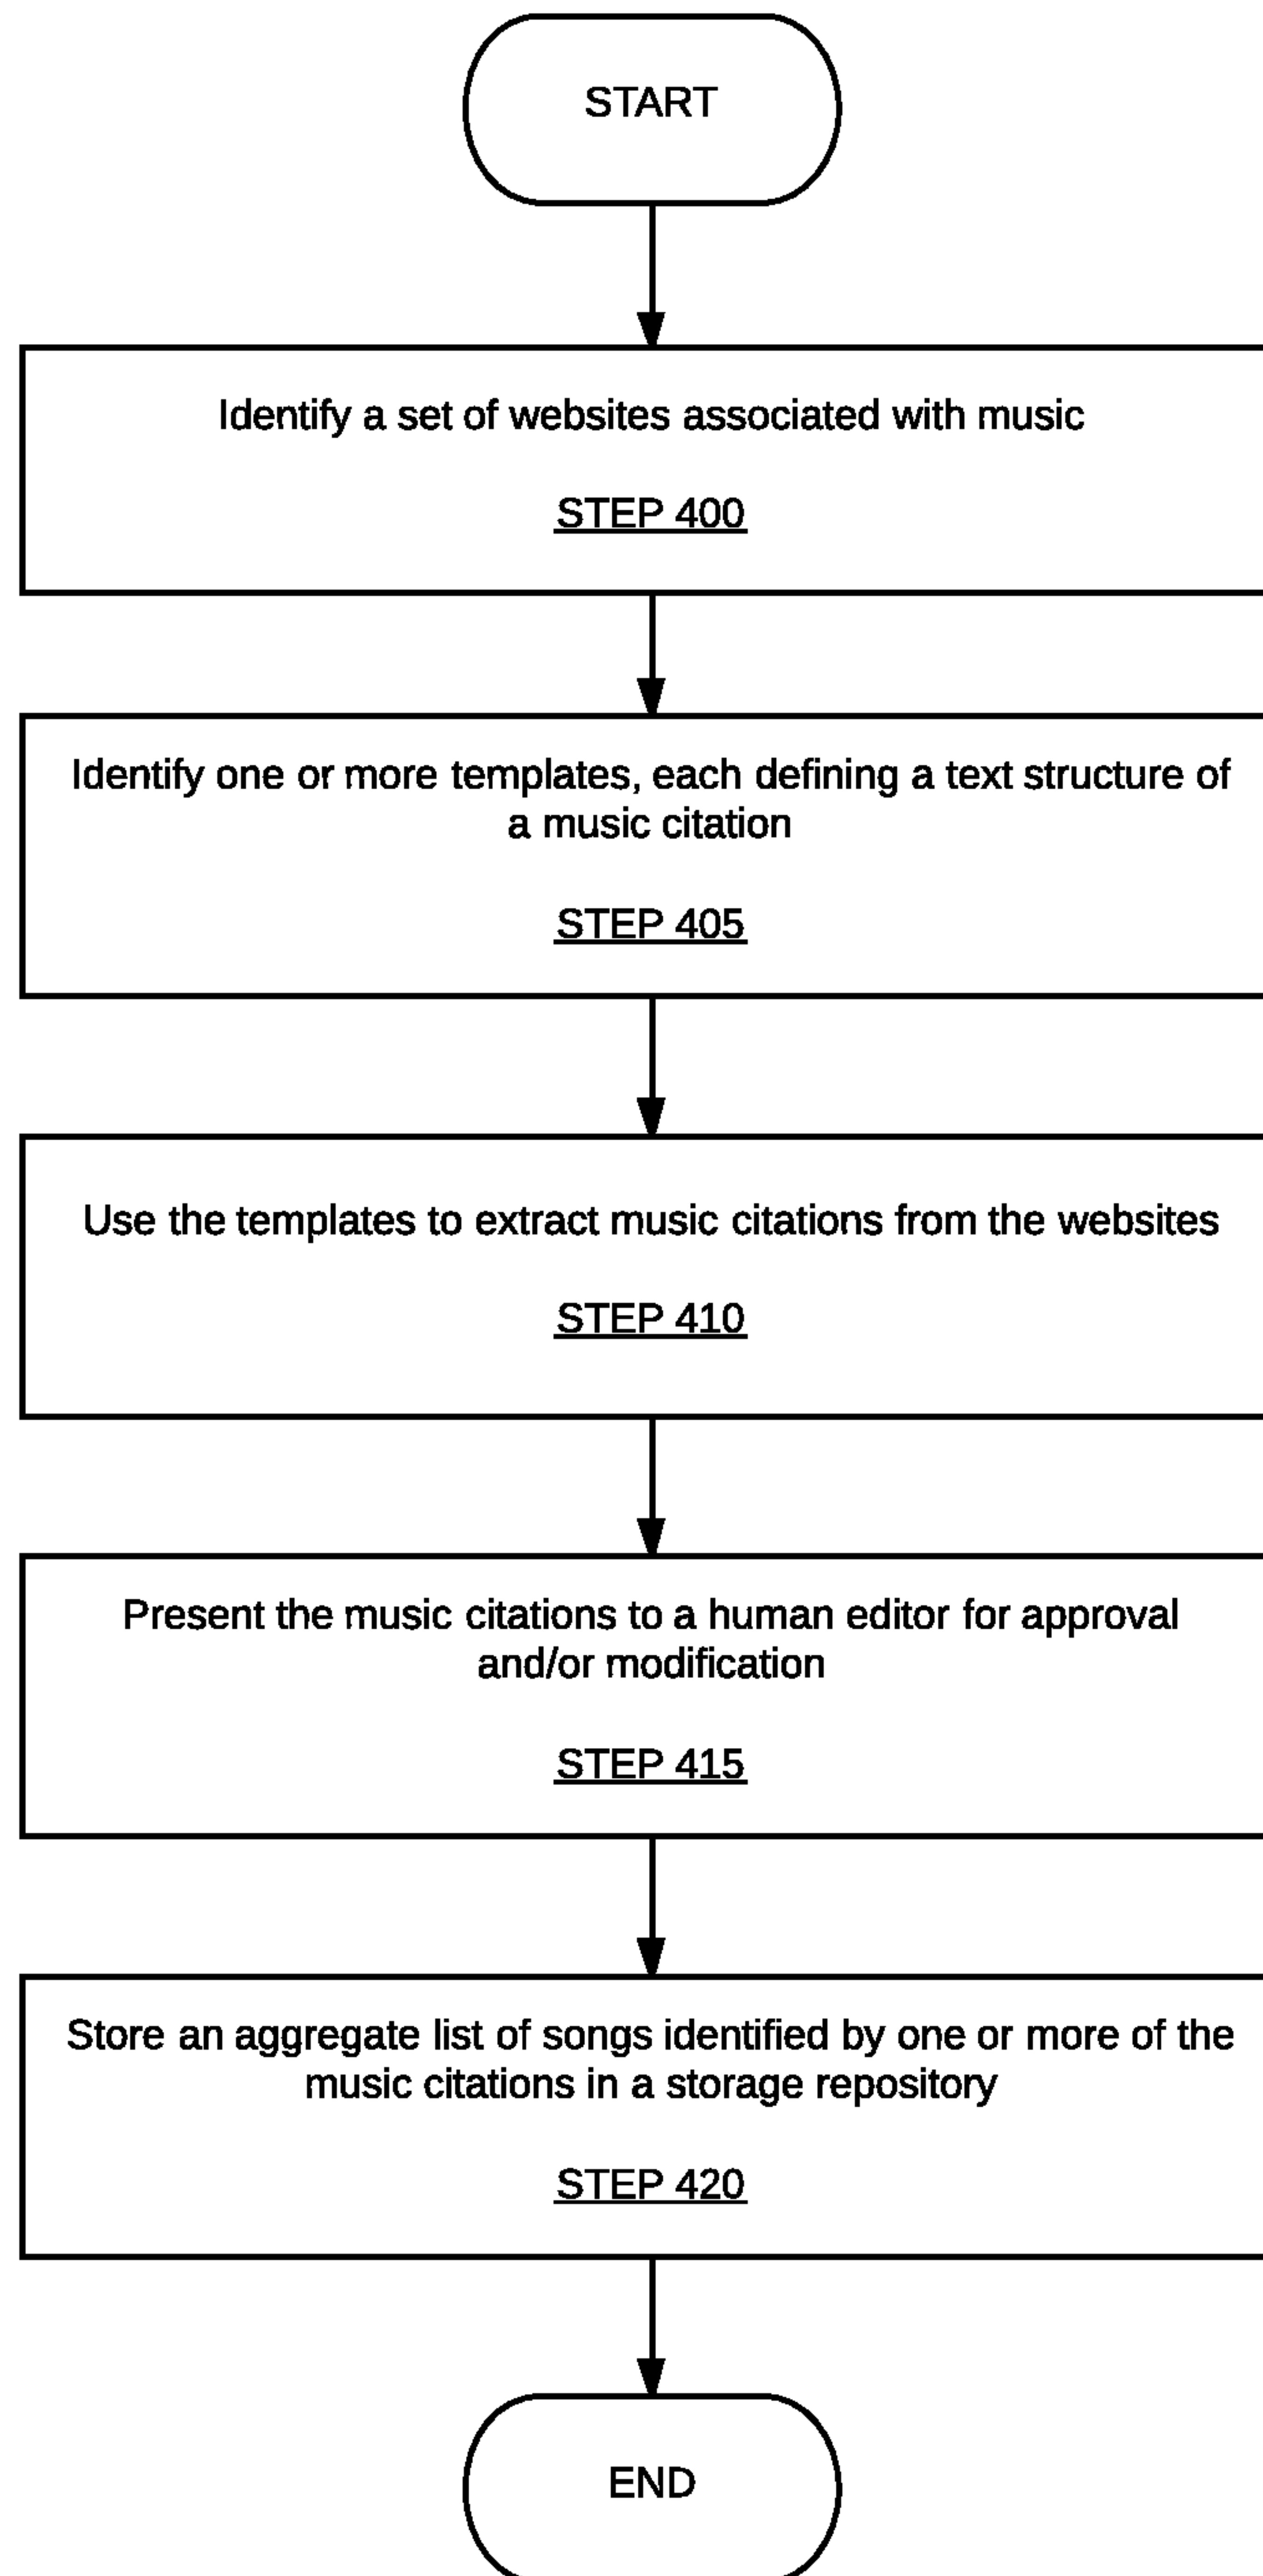 START
Identify a set of websites associated with music
STEP 400
Identify one or more templates, each defining a text structure of
a music citation
STEP 405
Use the templates to extract music citations from the websites
STEP 410
Present the music citations to a human editor for approval
and/or modification
STEP 415
Store an aggregate list of songs identified by one or more of the
music citations in a storage repository
STEP 420
END